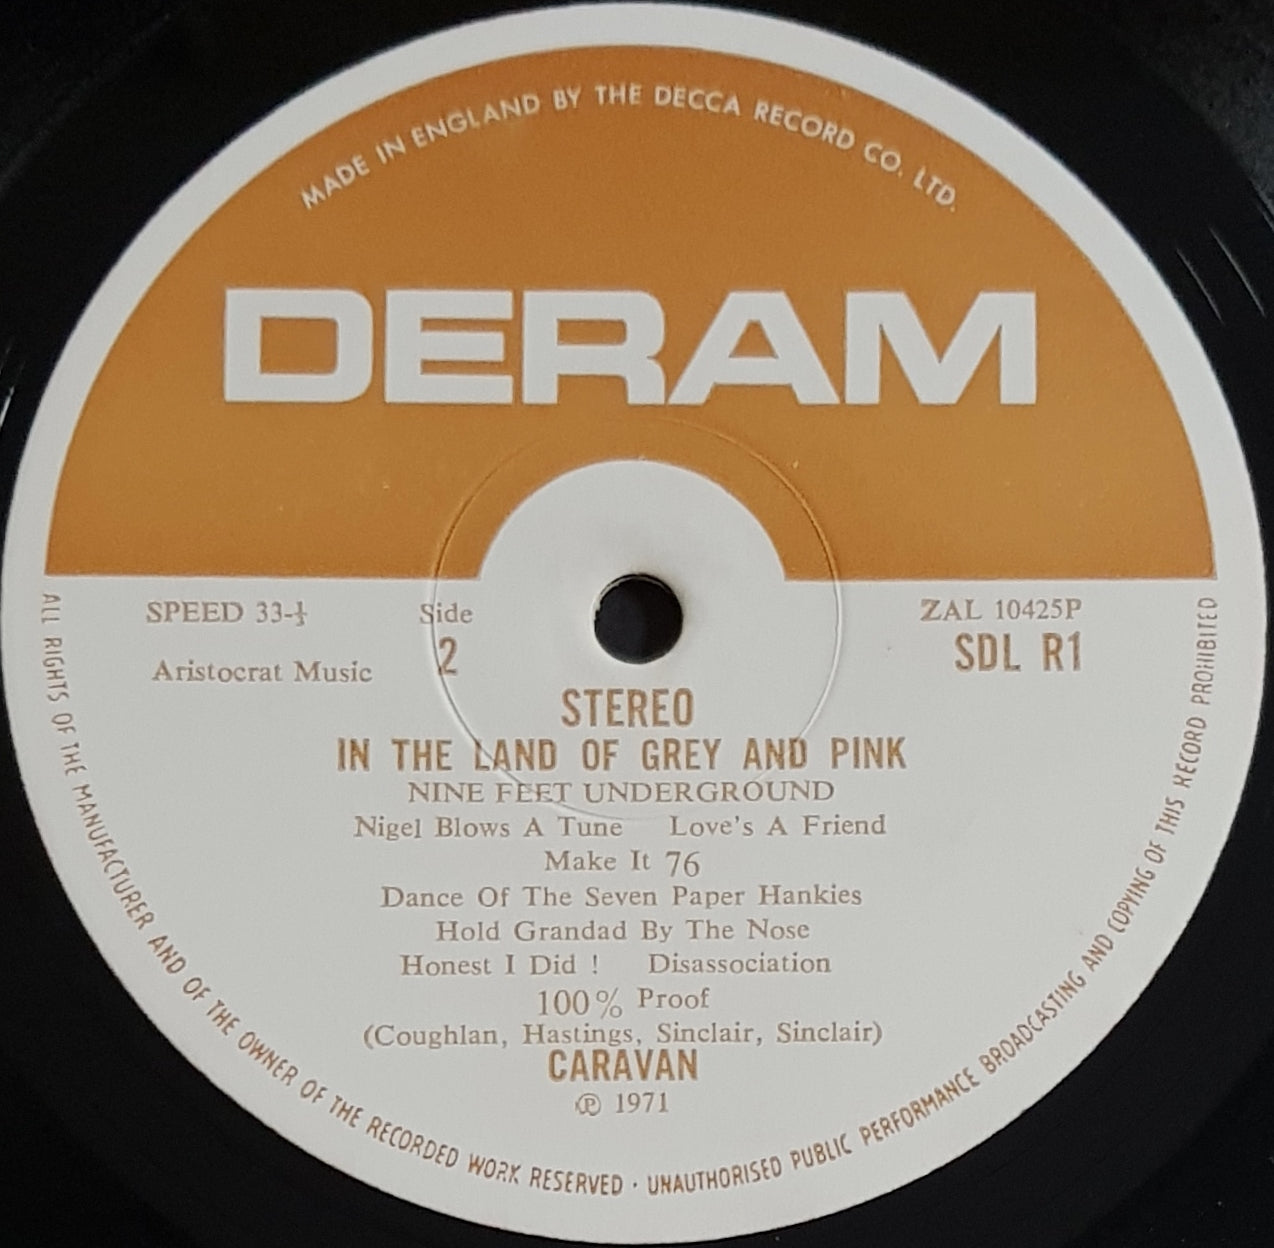 MADE IN ENGLAND BY THE DECCA RECORD CO. LTD.
DERAM
SPEED 33-⅓
Side
ZAL 10425P
Aristocrat Music
2
SDL R1
STEREO
IN THE LAND OF GREY AND PINK
NINE FEET UNDERGROUND
Nigel Blows A Tune Love's A Friend
Make It 76
Dance Of The Seven Paper Hankies
Hold Grandad By The Nose
Honest I Did ! Disassociation
100% Proof
(Coughlan, Hastings, Sinclair, Sinclair)
CARAVAN
℗ 1971
ALL RIGHTS OF THE MANUFACTURER AND OF THE OWNER OF THE RECORDED WORK RESERVED · UNAUTHORISED PUBLIC PERFORMANCE BROADCASTING AND COPYING OF THIS RECORD PROHIBITED